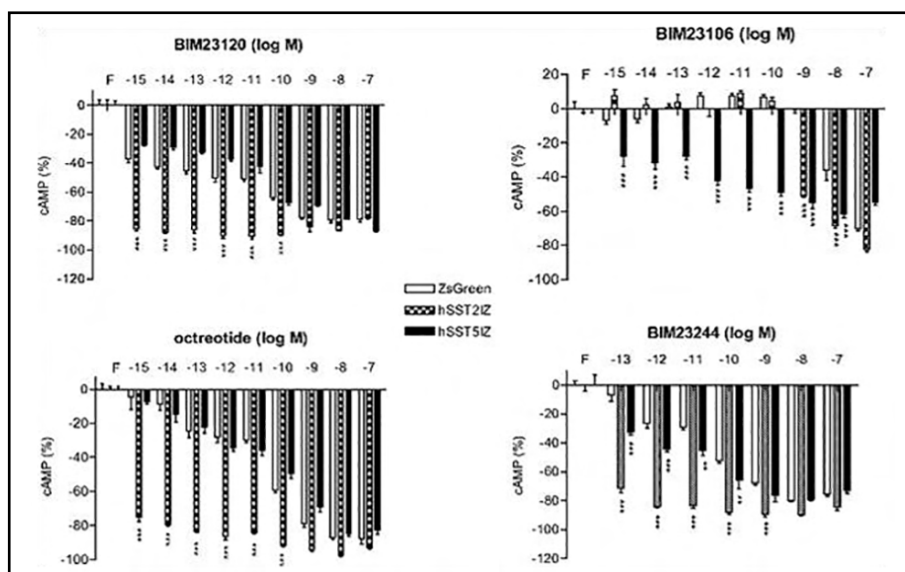 BIM23120 (log M)
F -15 -14 -13 -12 -11 -10 -9 -8 -7
0
-20
-40
-60
-80
-100
-120
cAMP (%)
*** *** *** *** *** ***
BIM23106 (log M)
F -15 -14 -13 -12 -11 -10 -9 -8 -7
20
0
-20
-40
-60
-80
-100
cAMP (%)
ZsGreen
hSST2IZ
hSST5IZ
octreotide (log M)
F -15 -14 -13 -12 -11 -10 -9 -8 -7
0
-20
-40
-60
-80
-100
cAMP (%)
*** *** *** *** *** ***
BIM23244 (log M)
F -13 -12 -11 -10 -9 -8 -7
0
-20
-40
-60
-80
-100
-120
cAMP (%)